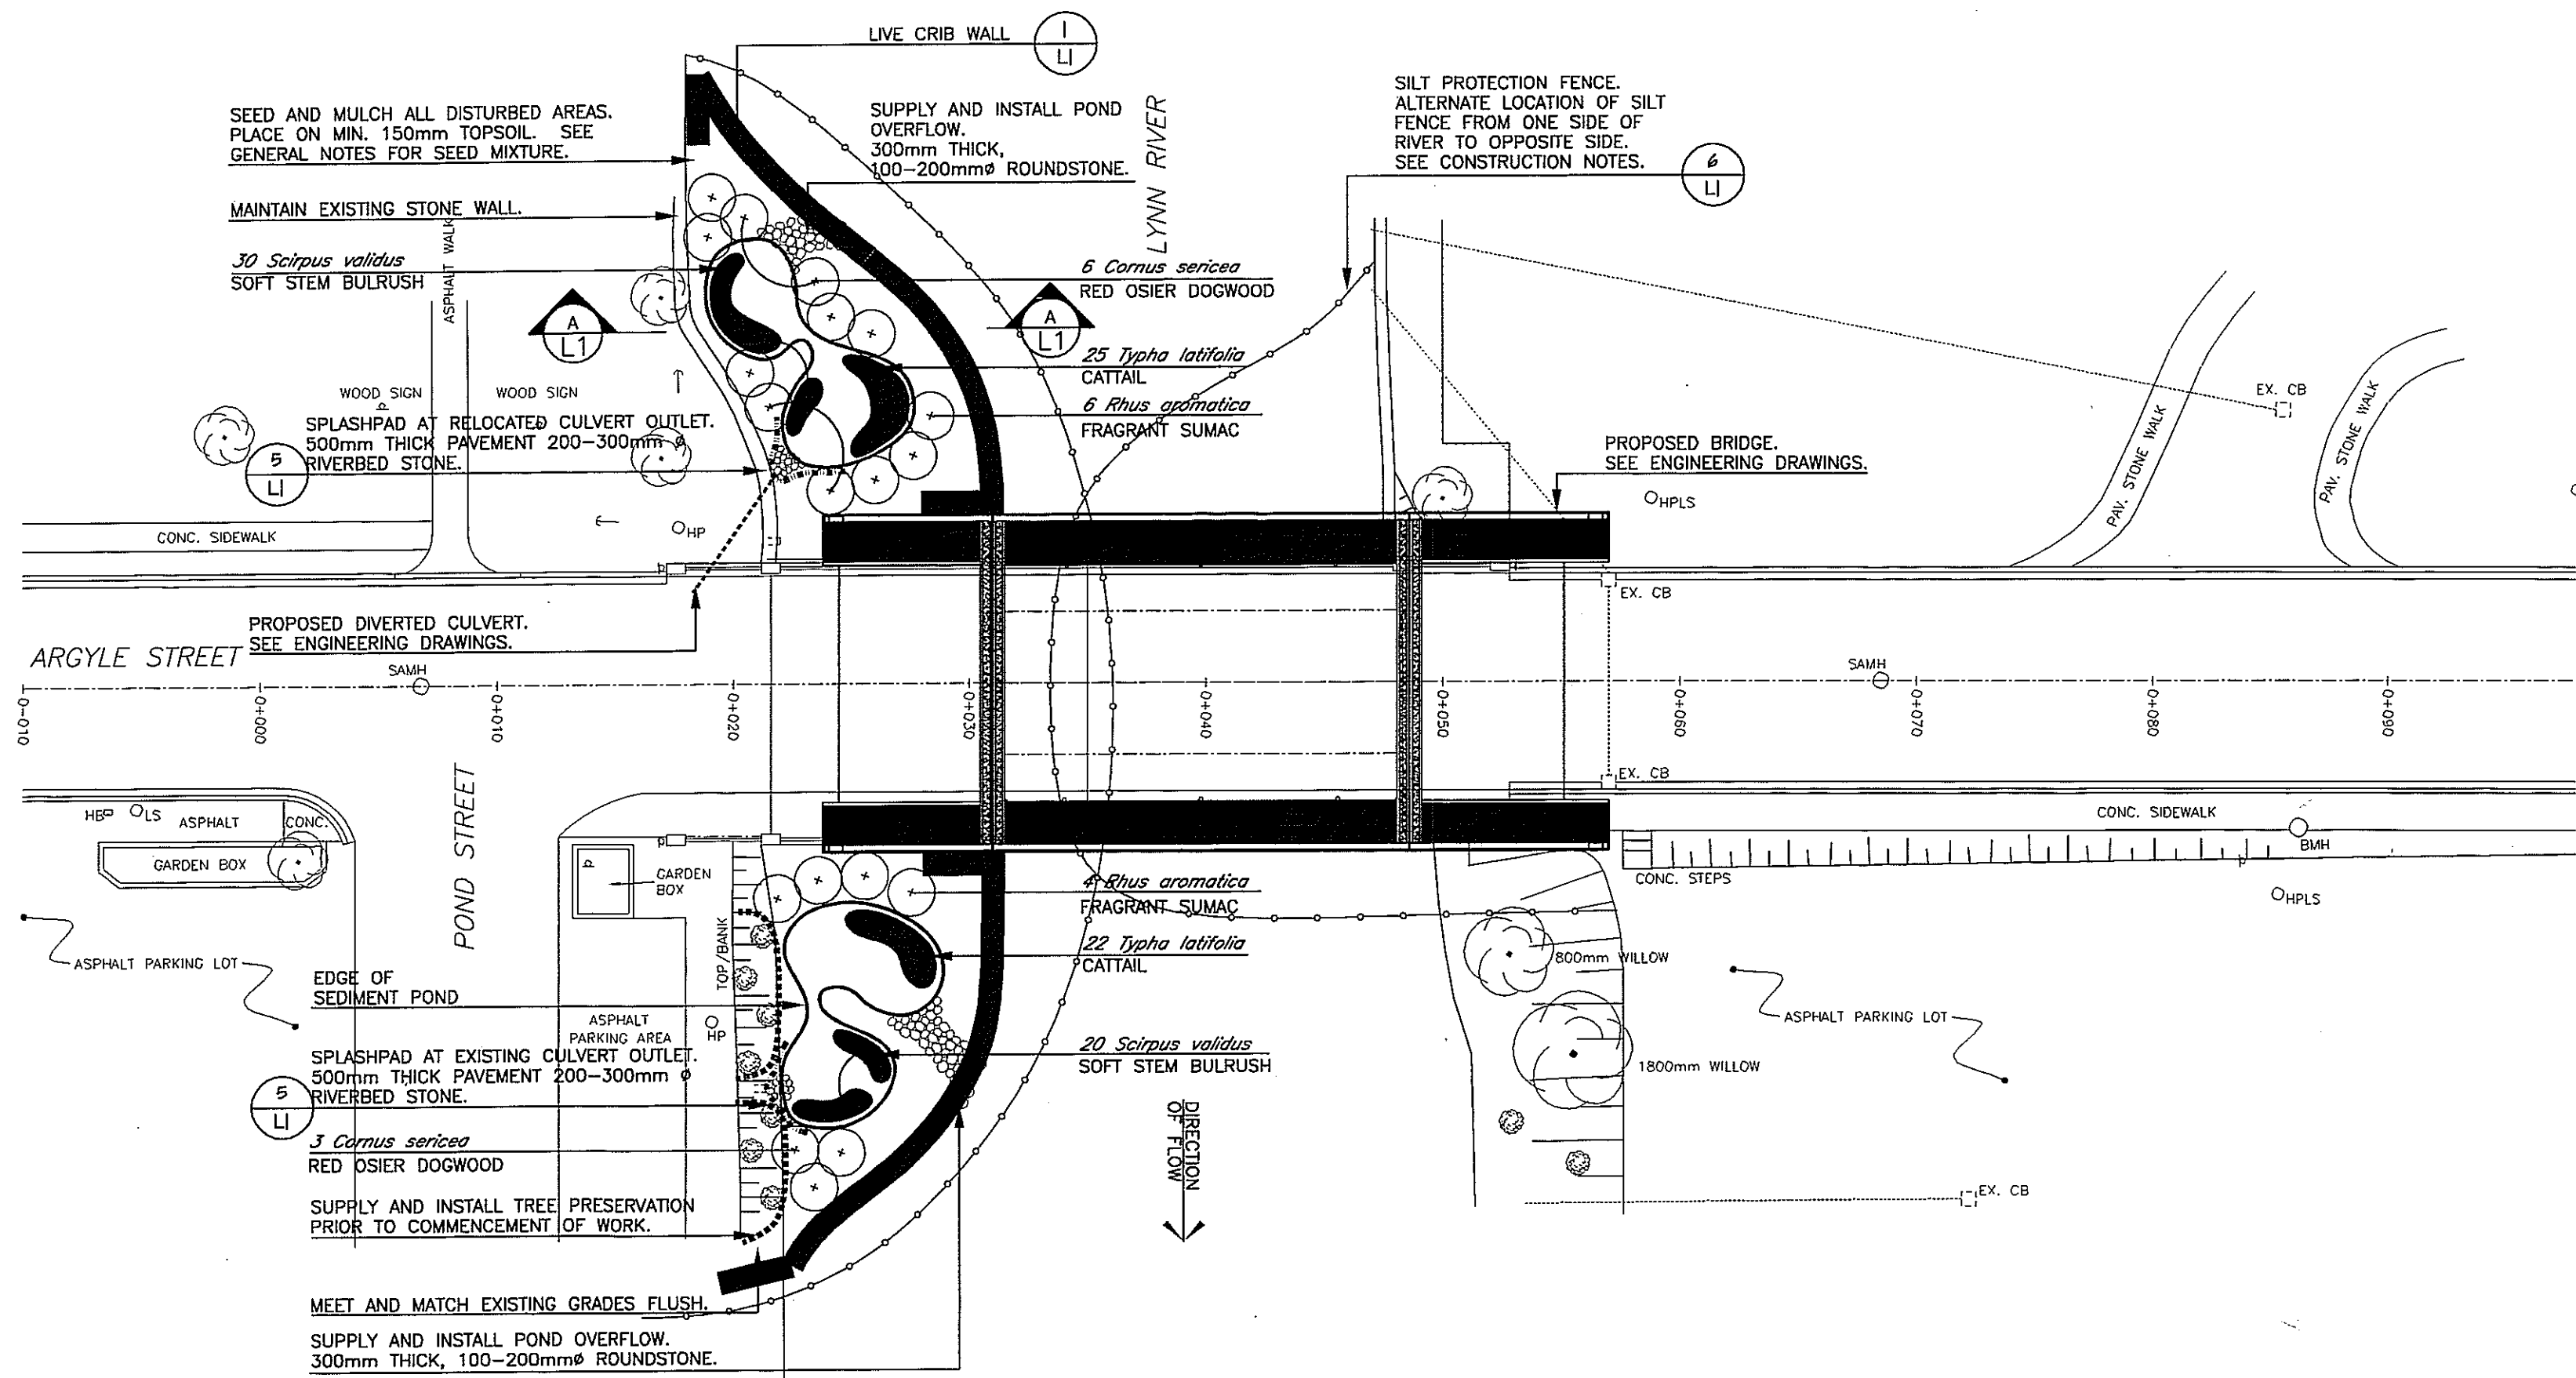 LIVE CRIB WALL
1
L1
SEED AND MULCH ALL DISTURBED AREAS.
PLACE ON MIN. 150mm TOPSOIL. SEE
GENERAL NOTES FOR SEED MIXTURE.
SUPPLY AND INSTALL POND
OVERFLOW.
300mm THICK,
100-200mmØ ROUNDSTONE.
LYNN RIVER
SILT PROTECTION FENCE.
ALTERNATE LOCATION OF SILT
FENCE FROM ONE SIDE OF
RIVER TO OPPOSITE SIDE.
SEE CONSTRUCTION NOTES.
6
L1
MAINTAIN EXISTING STONE WALL.
ASPHALT WALK
30 Scirpus validus
SOFT STEM BULRUSH
6 Cornus sericea
RED OSIER DOGWOOD
A
L1
A
L1
25 Typha latifolia
CATTAIL
6 Rhus aromatica
FRAGRANT SUMAC
WOOD SIGN
WOOD SIGN
SPLASHPAD AT RELOCATED CULVERT OUTLET.
500mm THICK PAVEMENT 200-300mm Ø
RIVERBED STONE.
5
L1
EX. CB
PAV. STONE WALK
PAV. STONE WALK
PROPOSED BRIDGE.
SEE ENGINEERING DRAWINGS.
HPLS
HP
CONC. SIDEWALK
EX. CB
PROPOSED DIVERTED CULVERT.
SEE ENGINEERING DRAWINGS.
ARGYLE STREET
SAMH
SAMH
0-010
0+000
0+010
0+020
0+030
0+040
0+050
0+060
0+070
0+080
0+090
POND STREET
EX. CB
HB
LS
ASPHALT
CONC.
GARDEN BOX
GARDEN
BOX
CONC. SIDEWALK
BMH
CONC. STEPS
HPLS
4 Rhus aromatica
FRAGRANT SUMAC
TOP/BANK
22 Typha latifolia
CATTAIL
ASPHALT PARKING LOT
EDGE OF
SEDIMENT POND
800mm WILLOW
ASPHALT
PARKING AREA
HP
ASPHALT PARKING LOT
20 Scirpus validus
SOFT STEM BULRUSH
1800mm WILLOW
SPLASHPAD AT EXISTING CULVERT OUTLET.
500mm THICK PAVEMENT 200-300mm Ø
RIVERBED STONE.
5
L1
3 Cornus sericea
RED OSIER DOGWOOD
DIRECTION
OF FLOW
EX. CB
SUPPLY AND INSTALL TREE PRESERVATION
PRIOR TO COMMENCEMENT OF WORK.
MEET AND MATCH EXISTING GRADES FLUSH.
SUPPLY AND INSTALL POND OVERFLOW.
300mm THICK, 100-200mmØ ROUNDSTONE.